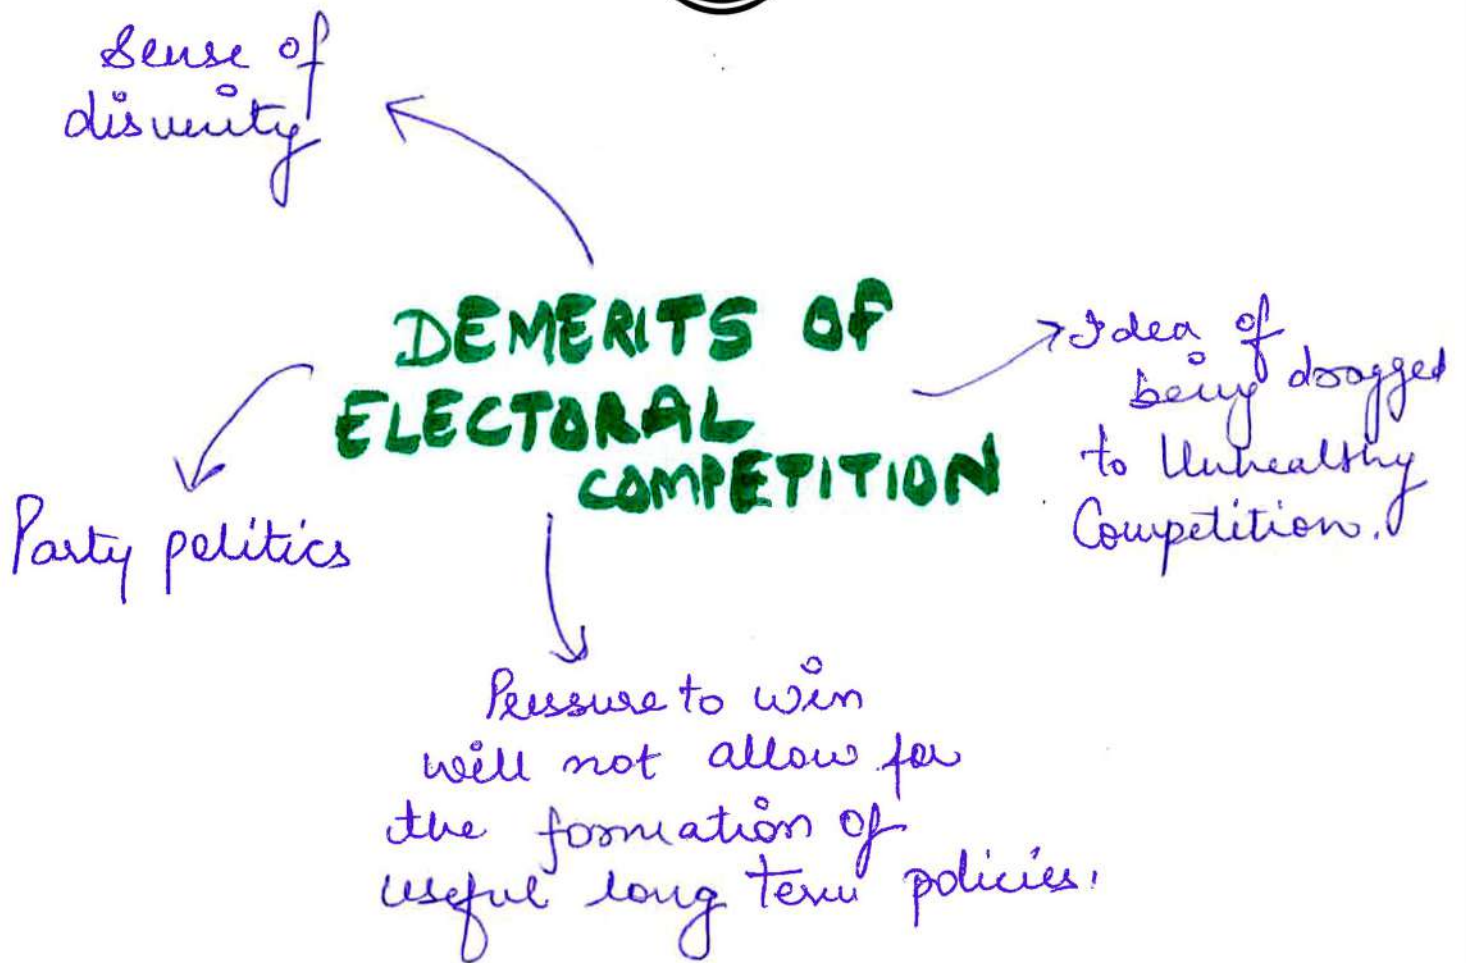 Sense of
disunity
DEMERITS OF
ELECTORAL
COMPETITION
Idea of
being dragged
to Unhealthy
Competition.
Party politics
Pressure to win
will not allow for
the formation of
useful long term policies.